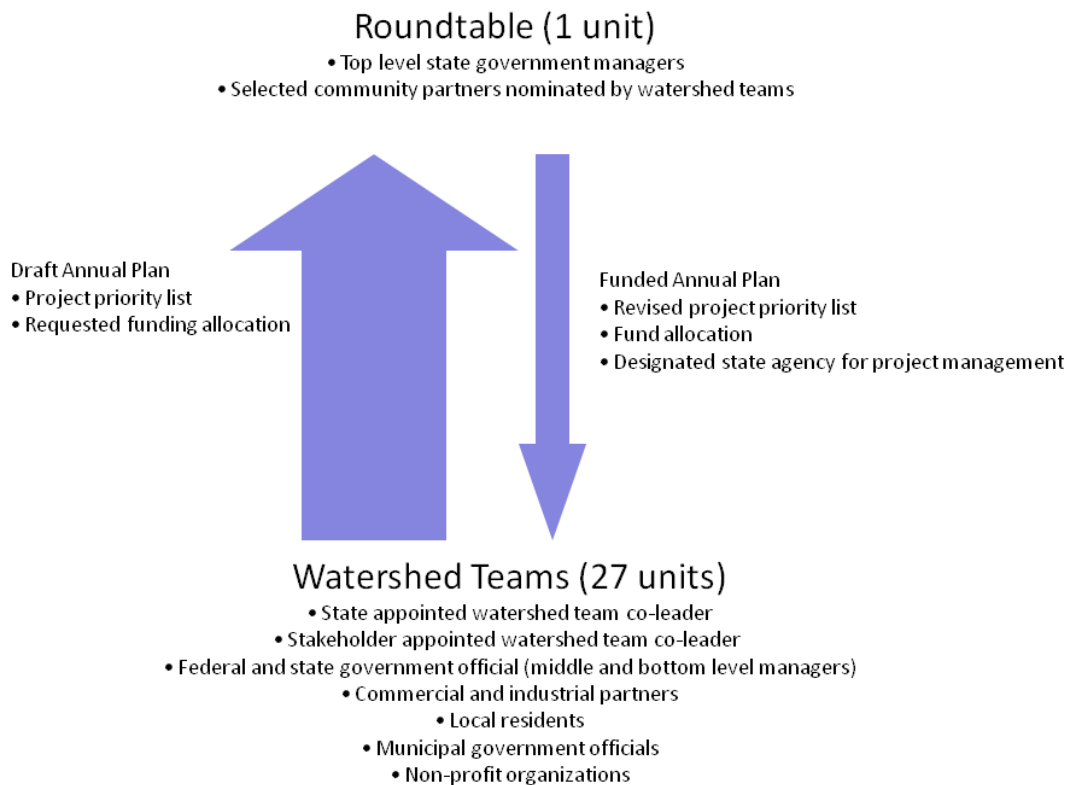 Roundtable (1 unit)
• Top level state government managers
• Selected community partners nominated by watershed teams
Draft Annual Plan
• Project priority list
• Requested funding allocation
Funded Annual Plan
• Revised project priority list
• Fund allocation
• Designated state agency for project management
Watershed Teams (27 units)
• State appointed watershed team co-leader
• Stakeholder appointed watershed team co-leader
• Federal and state government official (middle and bottom level managers)
• Commercial and industrial partners
• Local residents
• Municipal government officials
• Non-profit organizations